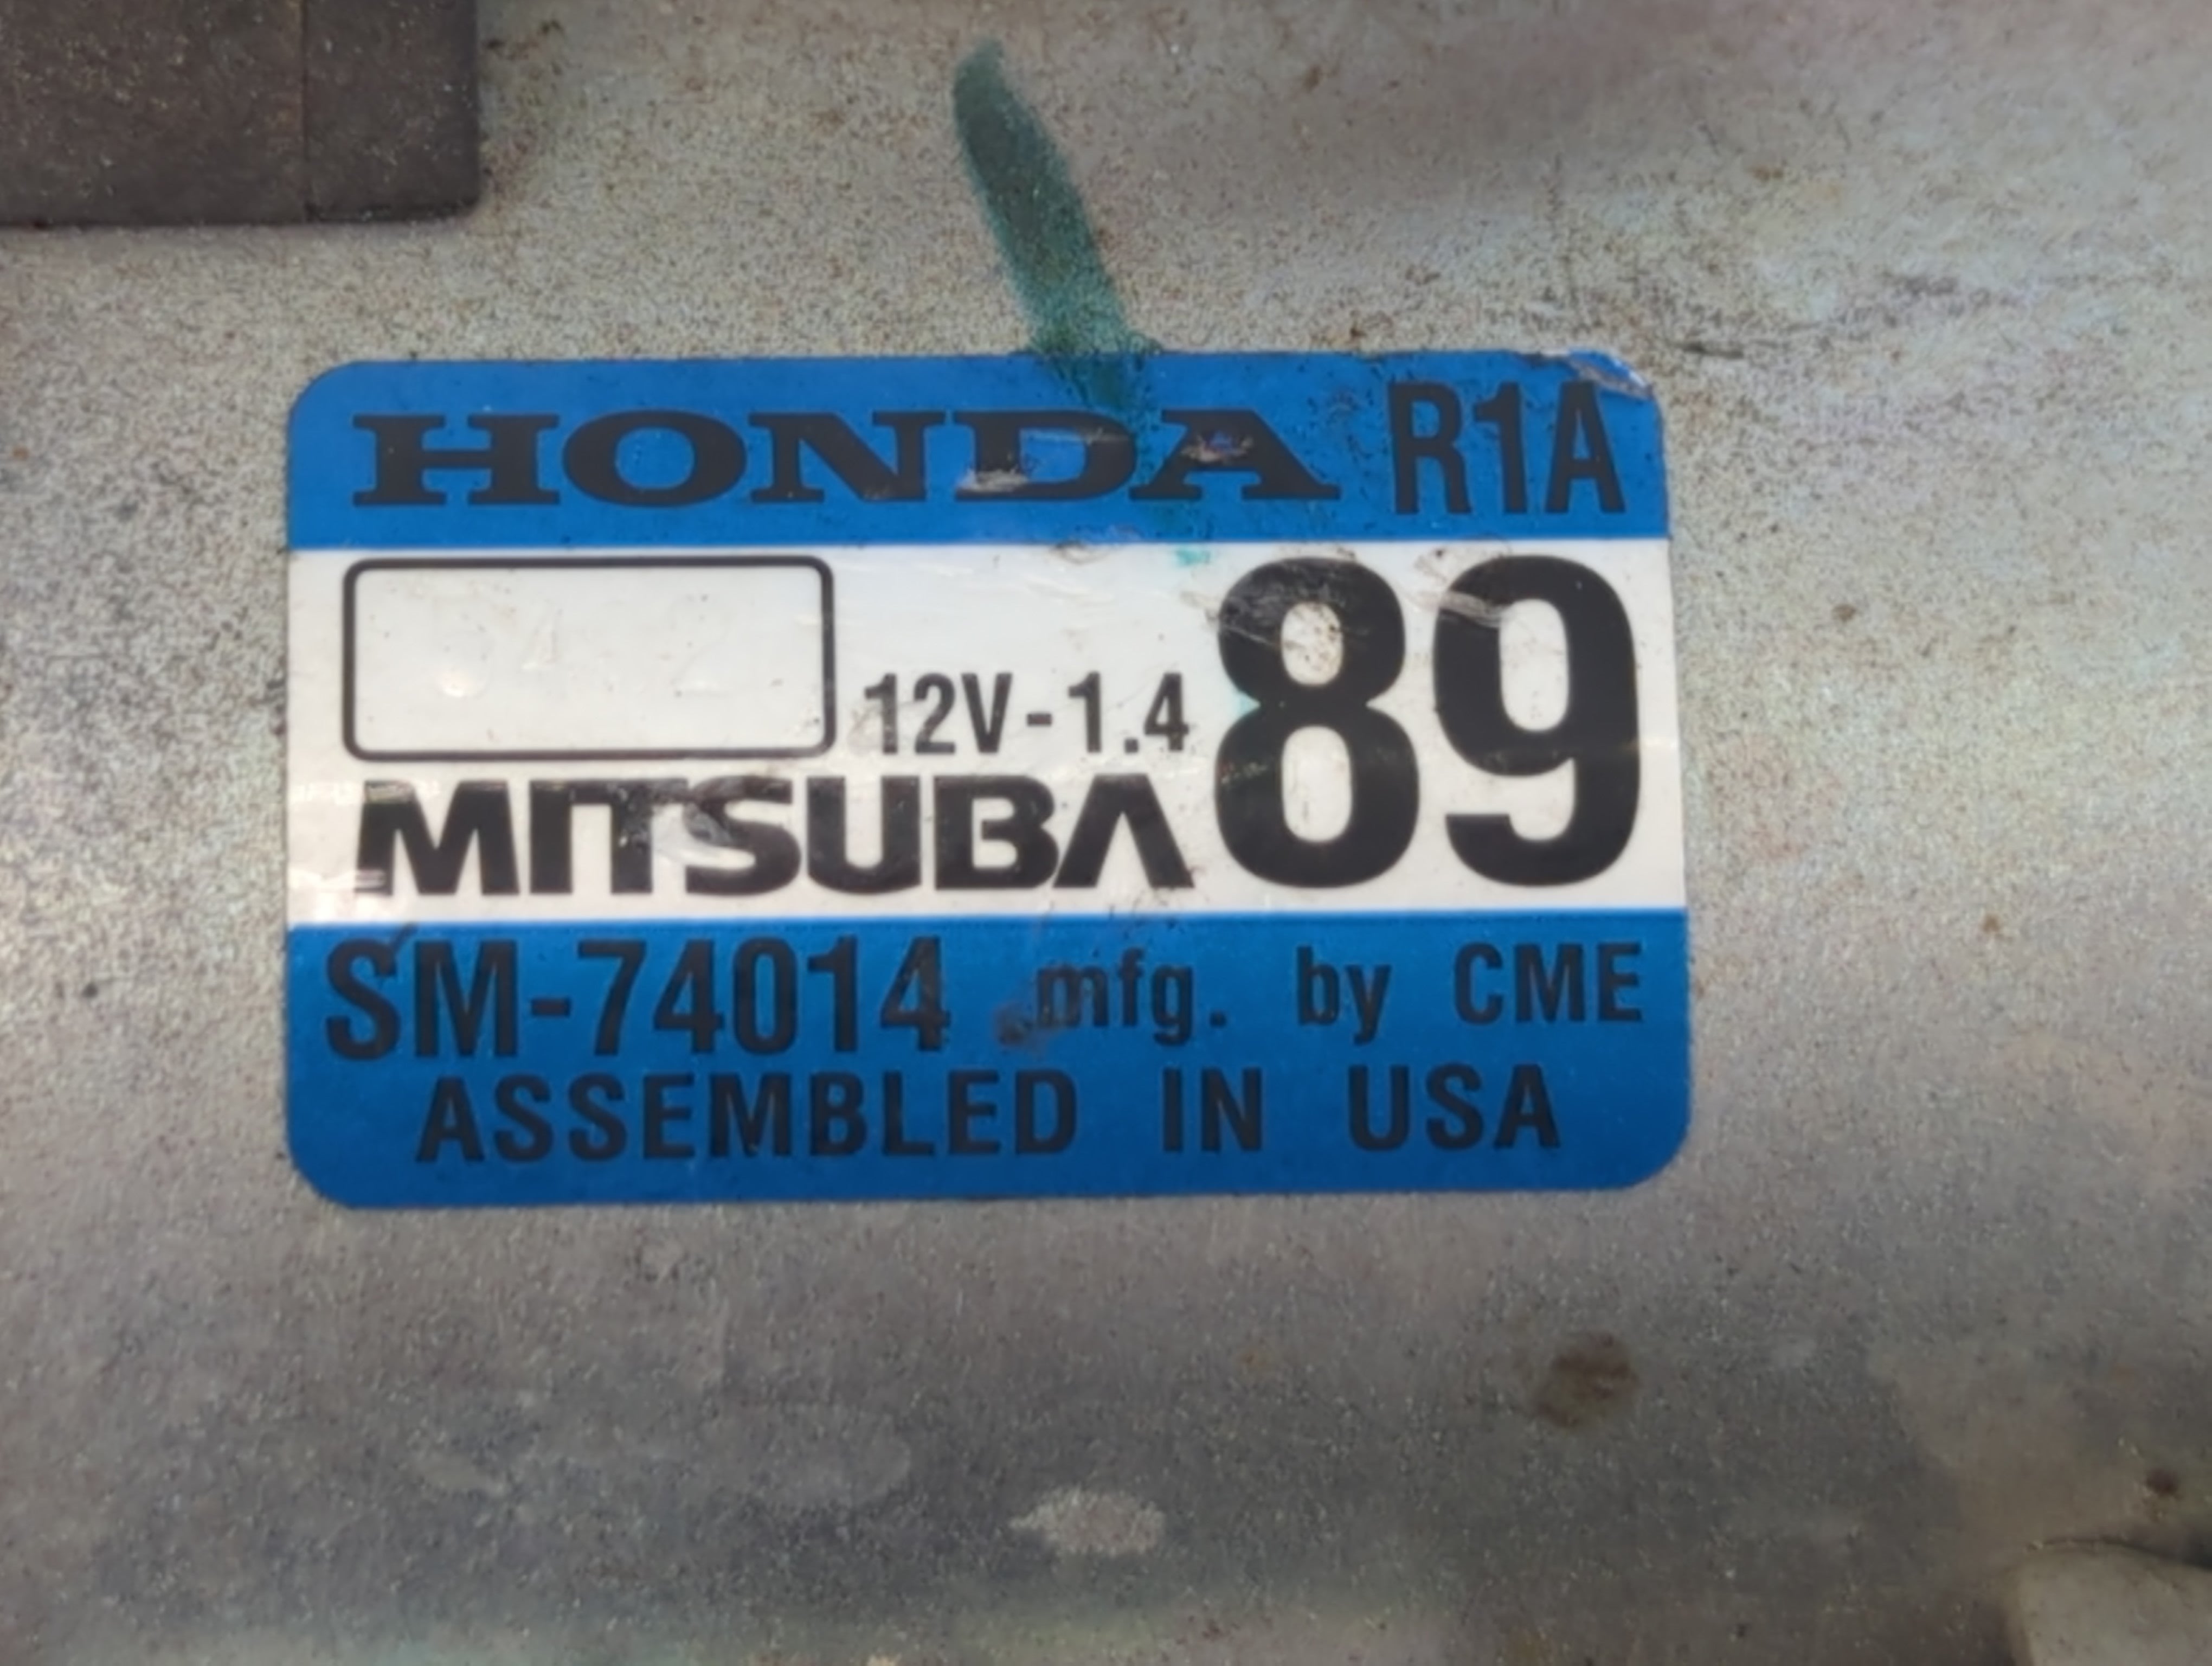 HONDA R1A
12V-1.4 89
MITSUBA
SM-74014 mfg. by CME
ASSEMBLED IN USA